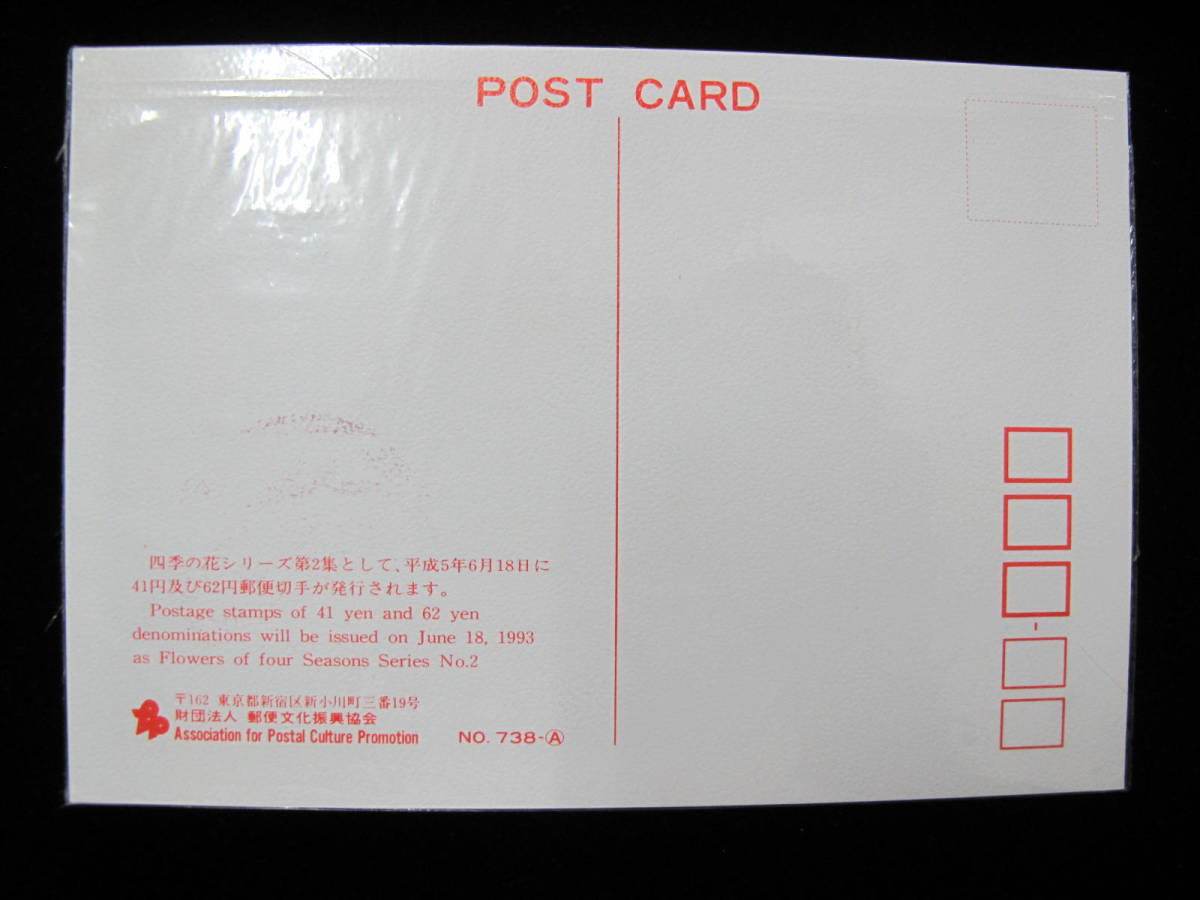 POST CARD
四季の花シリーズ第2集として、平成5年6月18日に
41円及び62円郵便切手が発行されます。
Postage stamps of 41 yen and 62 yen
denominations will be issued on June 18, 1993
as Flowers of four Seasons Series No.2
〒162 東京都新宿区新小川町三番19号
財団法人 郵便文化振興協会
Association for Postal Culture Promotion NO. 738-Ⓐ